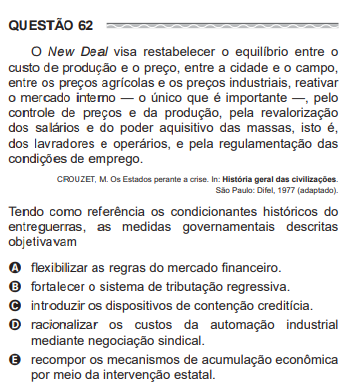 QUESTÃO 62
O New Deal visa restabelecer o equilíbrio entre o
custo de produção e o preço, entre a cidade e o campo,
entre os preços agrícolas e os preços industriais, reativar
o mercado interno — o único que é importante —, pelo
controle de preços e da produção, pela revalorização
dos salários e do poder aquisitivo das massas, isto é,
dos lavradores e operários, e pela regulamentação das
condições de emprego.
CROUZET, M. Os Estados perante a crise. In: História geral das civilizações.
São Paulo: Difel, 1977 (adaptado).
Tendo como referência os condicionantes históricos do
entreguerras, as medidas governamentais descritas
objetivavam
A flexibilizar as regras do mercado financeiro.
B fortalecer o sistema de tributação regressiva.
C introduzir os dispositivos de contenção creditícia.
D racionalizar os custos da automação industrial
mediante negociação sindical.
E recompor os mecanismos de acumulação econômica
por meio da intervenção estatal.